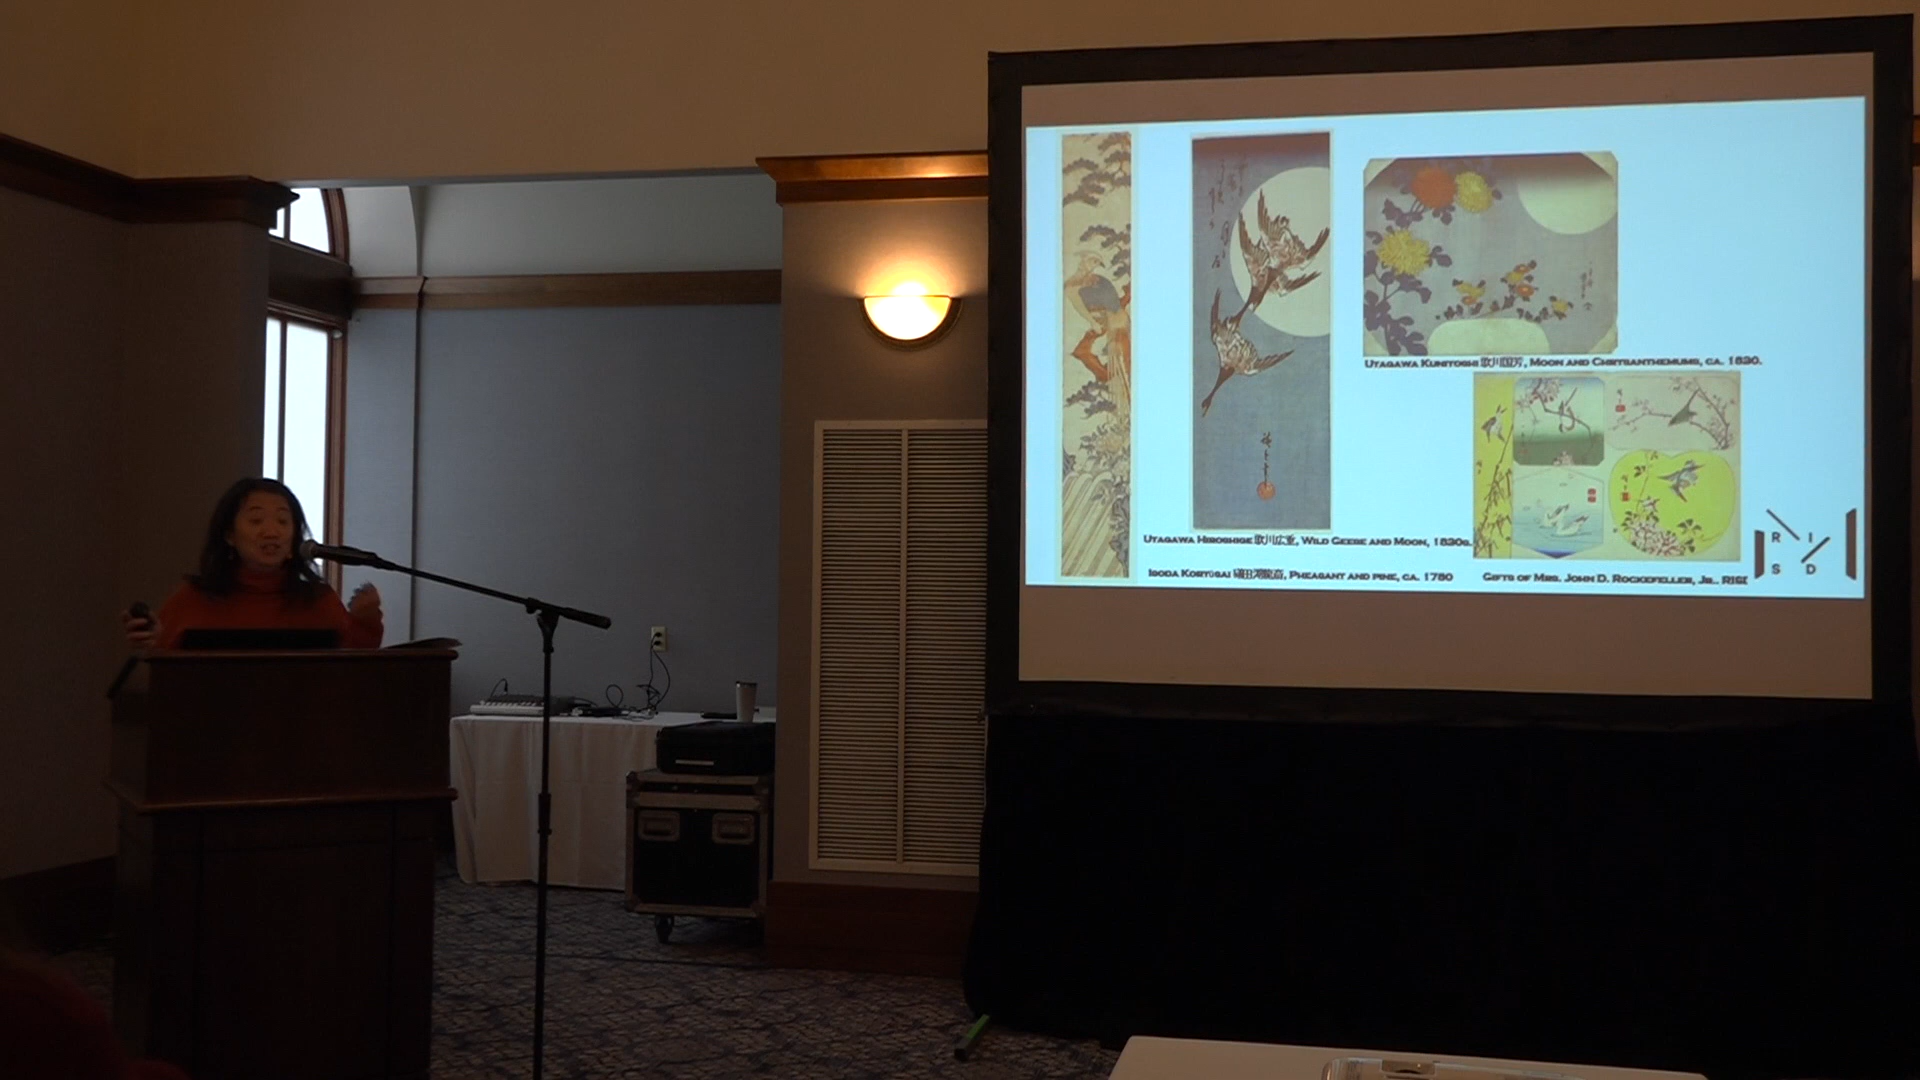 Utagawa Kuniyoshi 歌川国芳, Moon and Chrysanthemums, ca. 1830.
Utagawa Hiroshige 歌川広重, Wild Geese and Moon, 1830s.
Isoda Koryūsai 礒田湖龍斎, Pheasant and pine, ca. 1780
Gifts of Mrs. John D. Rockefeller, Jr.. RISD
R I
S D